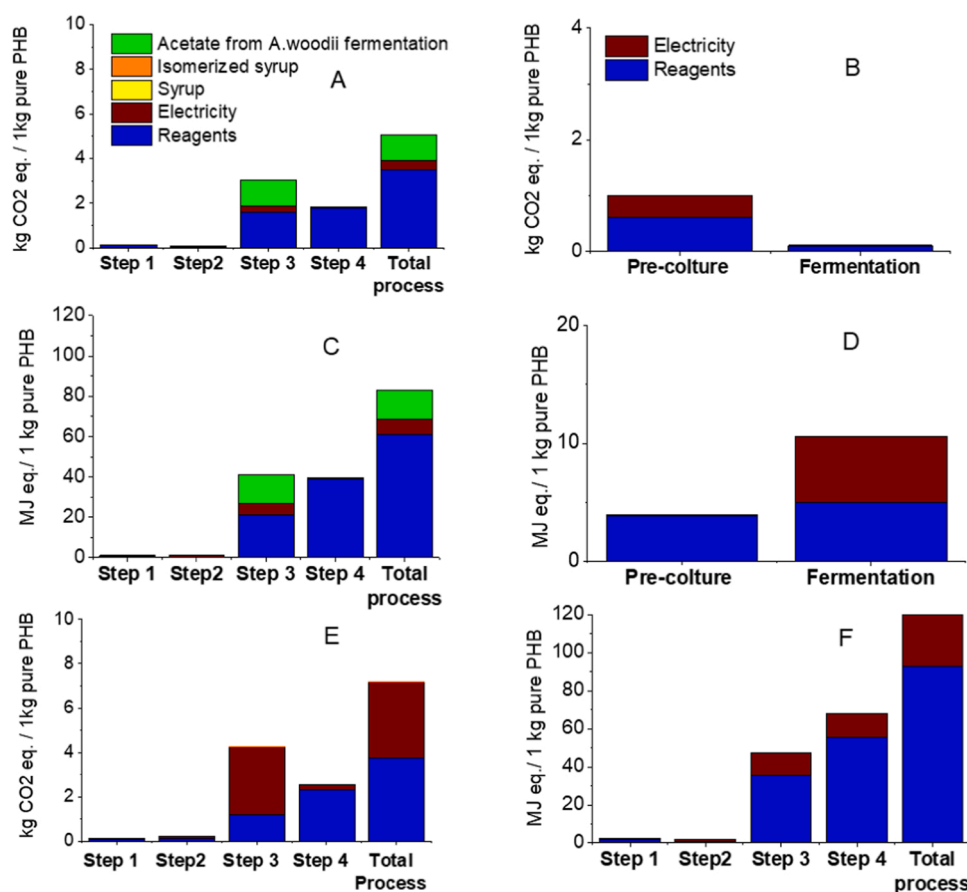 kg CO2 eq. / 1kg pure PHB
10
8
6
4
2
0
Acetate from A.woodii fermentation
Isomerized syrup
Syrup
Electricity
Reagents
A
Step 1 Step2 Step 3 Step 4 Total
process
kg CO2 eq. / 1kg pure PHB
4
2
0
Electricity
Reagents
B
Pre-colture Fermentation
MJ eq./ 1 kg pure PHB
120
100
80
60
40
20
0
C
Step 1 Step2 Step 3 Step 4 Total
process
MJ eq./ 1 kg pure PHB
20
10
0
D
Pre-colture Fermentation
kg CO2 eq. / 1kg pure PHB
10
8
6
4
2
0
E
Step 1 Step2 Step 3 Step 4 Total
Process
MJ eq./ 1 kg pure PHB
120
100
80
60
40
20
0
F
Step 1 Step2 Step 3 Step 4 Total
process